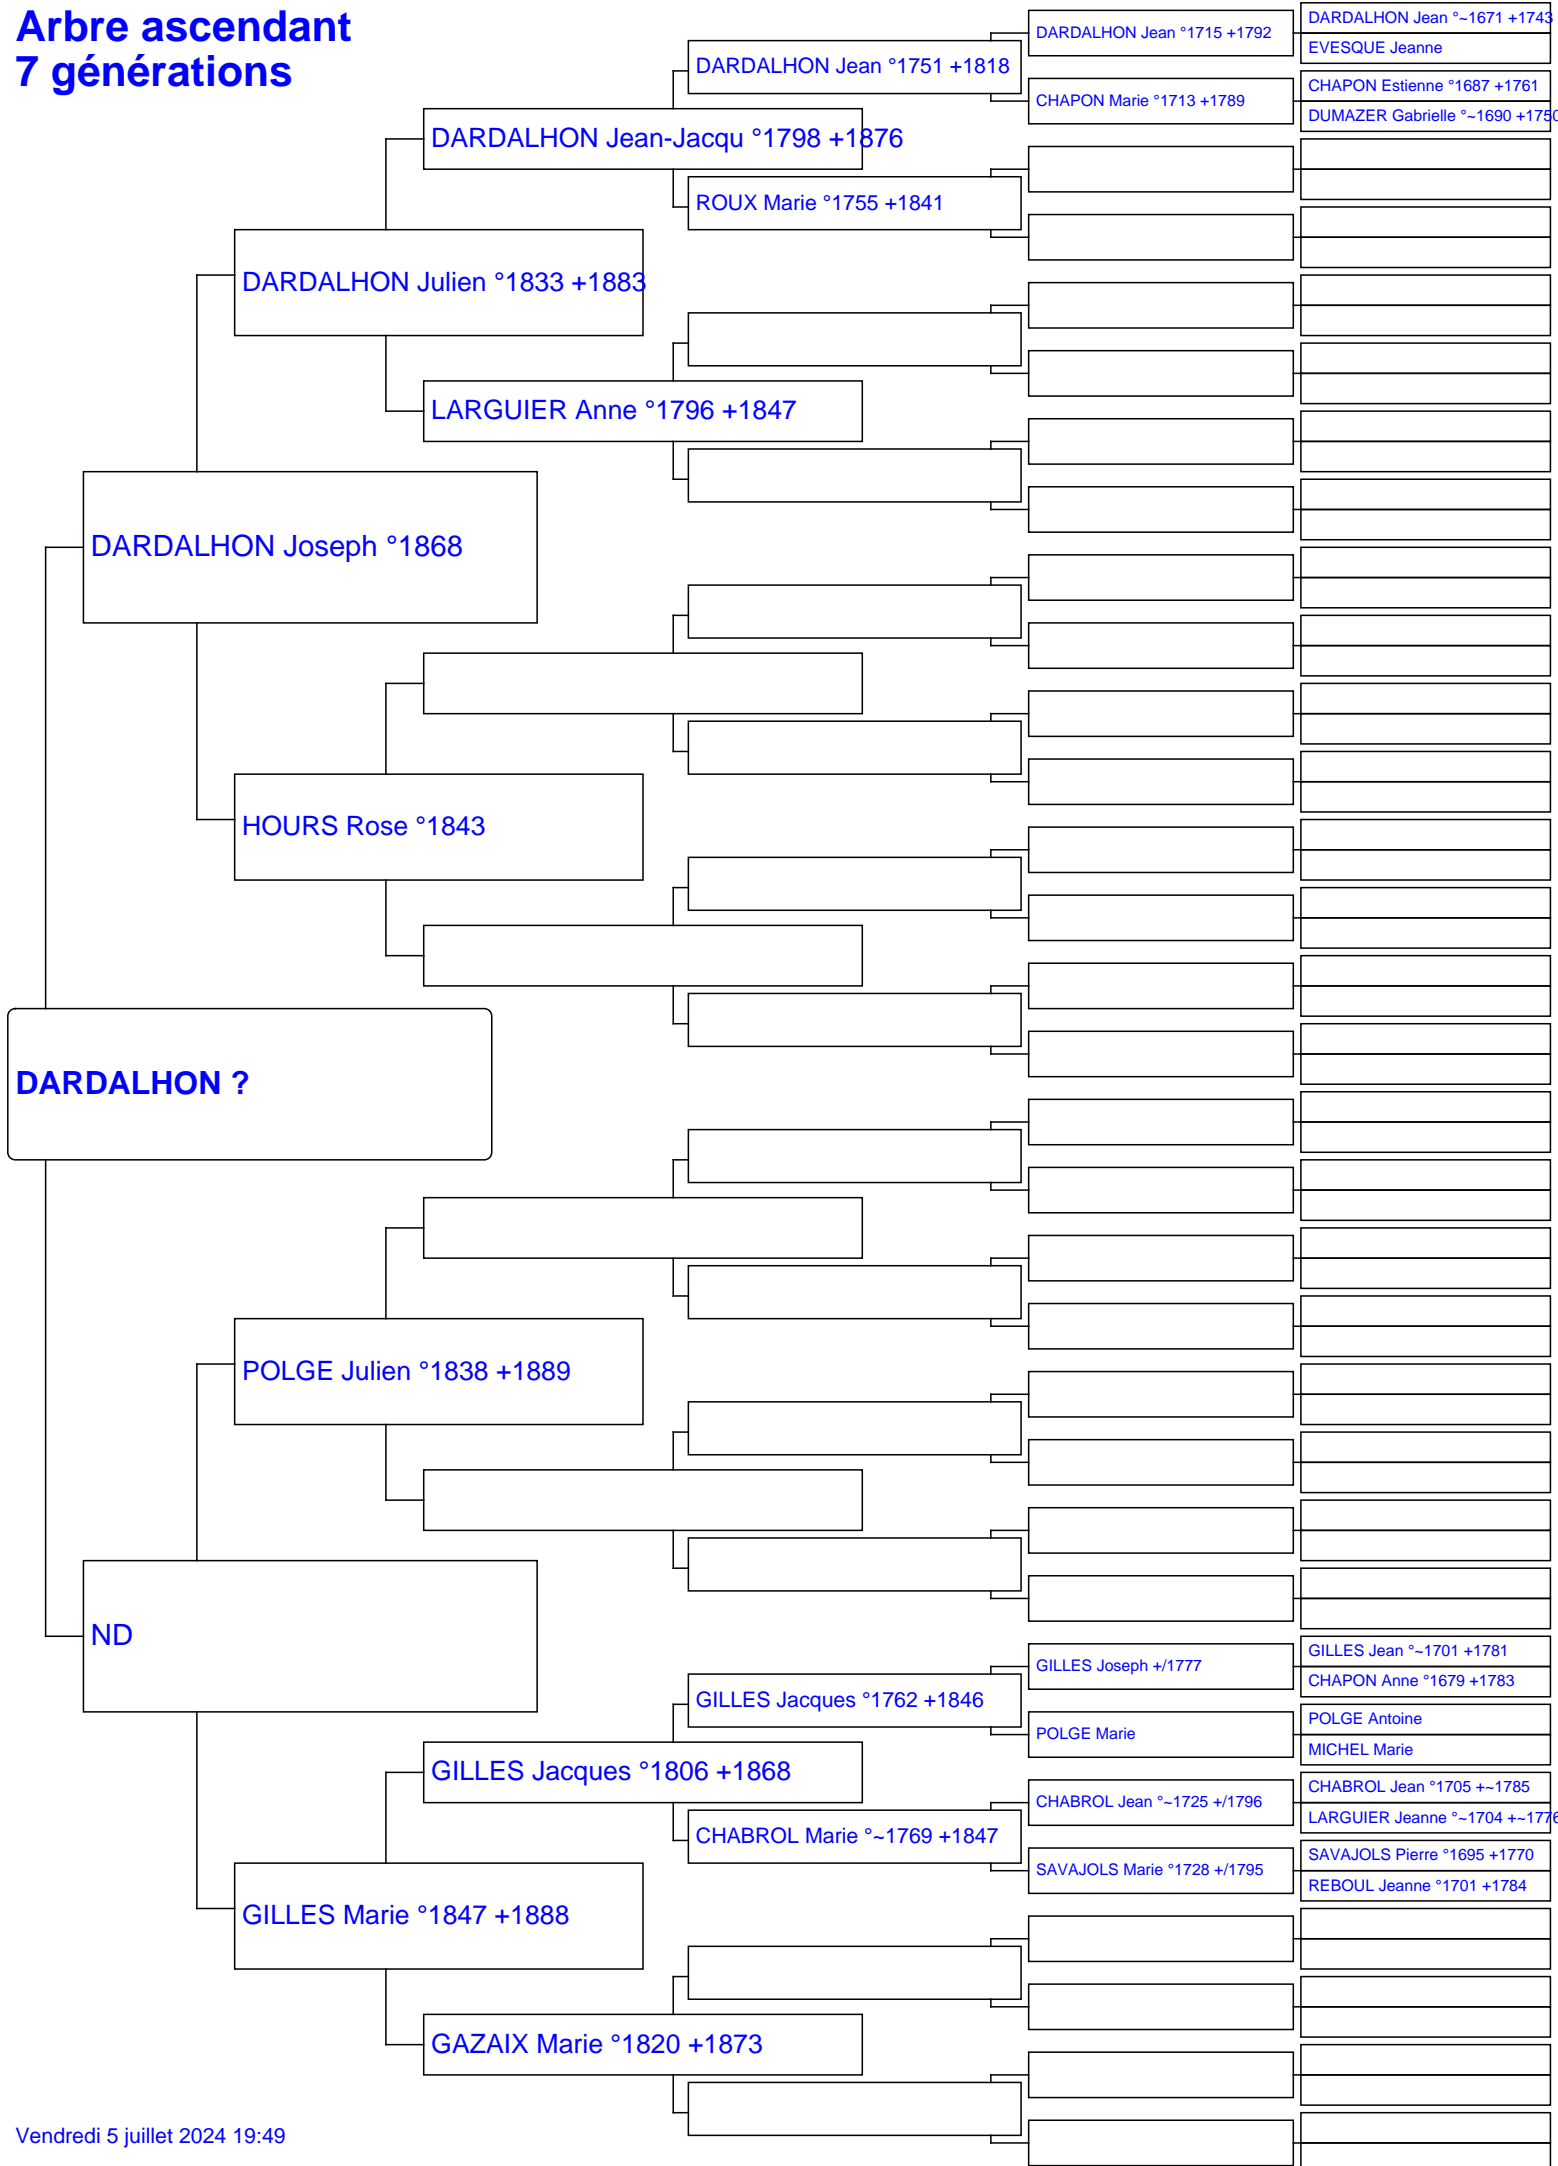 Arbre ascendant
7 générations
DARDALHON Jean °~1671 +1743
DARDALHON Jean °1715 +1792
EVESQUE Jeanne
DARDALHON Jean °1751 +1818
CHAPON Estienne °1687 +1761
CHAPON Marie °1713 +1789
DUMAZER Gabrielle °~1690 +1750
DARDALHON Jean-Jacqu °1798 +1876
ROUX Marie °1755 +1841
DARDALHON Julien °1833 +1883
LARGUIER Anne °1796 +1847
DARDALHON Joseph °1868
HOURS Rose °1843
DARDALHON ?
POLGE Julien °1838 +1889
ND
GILLES Jean °~1701 +1781
GILLES Joseph +/1777
CHAPON Anne °1679 +1783
GILLES Jacques °1762 +1846
POLGE Antoine
POLGE Marie
MICHEL Marie
GILLES Jacques °1806 +1868
CHABROL Jean °1705 +~1785
CHABROL Jean °~1725 +/1796
LARGUIER Jeanne °~1704 +~1776
CHABROL Marie °~1769 +1847
SAVAJOLS Pierre °1695 +1770
SAVAJOLS Marie °1728 +/1795
REBOUL Jeanne °1701 +1784
GILLES Marie °1847 +1888
GAZAIX Marie °1820 +1873
Vendredi 5 juillet 2024 19:49